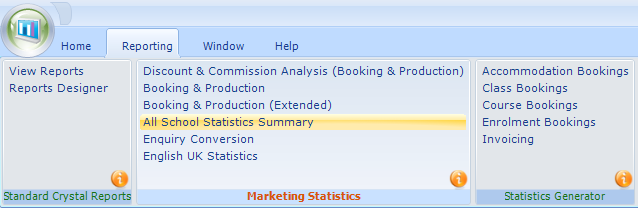 Home Reporting Window Help
View Reports
Reports Designer
Standard Crystal Reports
Discount & Commission Analysis (Booking & Production)
Booking & Production
Booking & Production (Extended)
All School Statistics Summary
Enquiry Conversion
English UK Statistics
Marketing Statistics
Accommodation Bookings
Class Bookings
Course Bookings
Enrolment Bookings
Invoicing
Statistics Generator